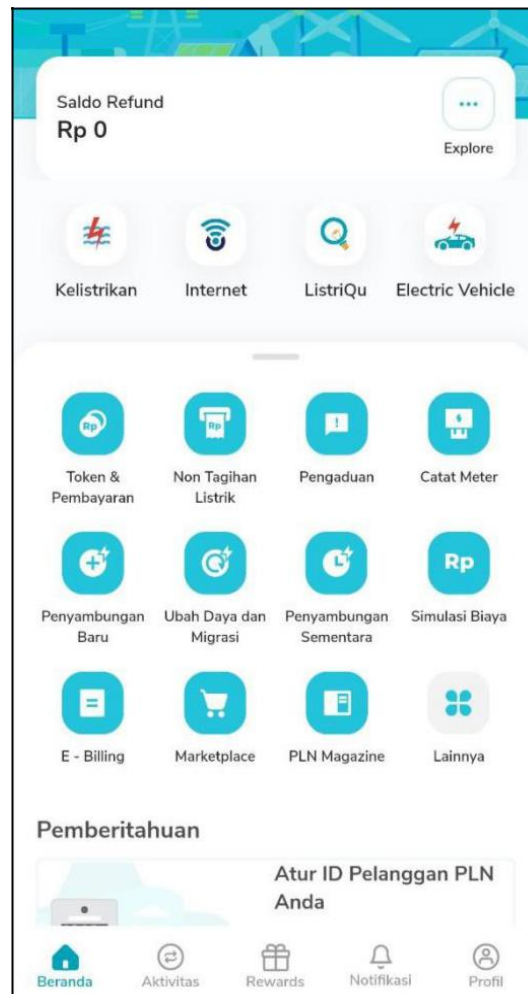 Saldo Refund
Rp 0
Explore
Kelistrikan
Internet
ListriQu
Electric Vehicle
Rp
Rp
Token &
Pembayaran
Non Tagihan
Listrik
Pengaduan
Catat Meter
Rp
Penyambungan
Baru
Ubah Daya dan
Migrasi
Penyambungan
Sementara
Simulasi Biaya
E - Billing
Marketplace
PLN Magazine
Lainnya
Pemberitahuan
Atur ID Pelanggan PLN
Anda
Beranda
Aktivitas
Rewards
Notifikasi
Profil